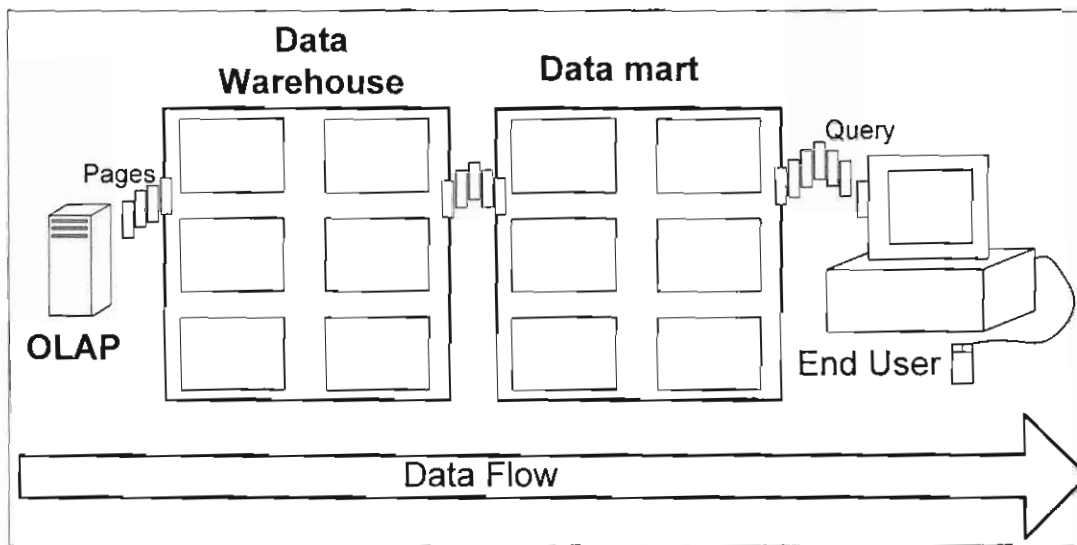 Data
Warehouse
Data mart
Query
Pages
OLAP
End User
Data Flow